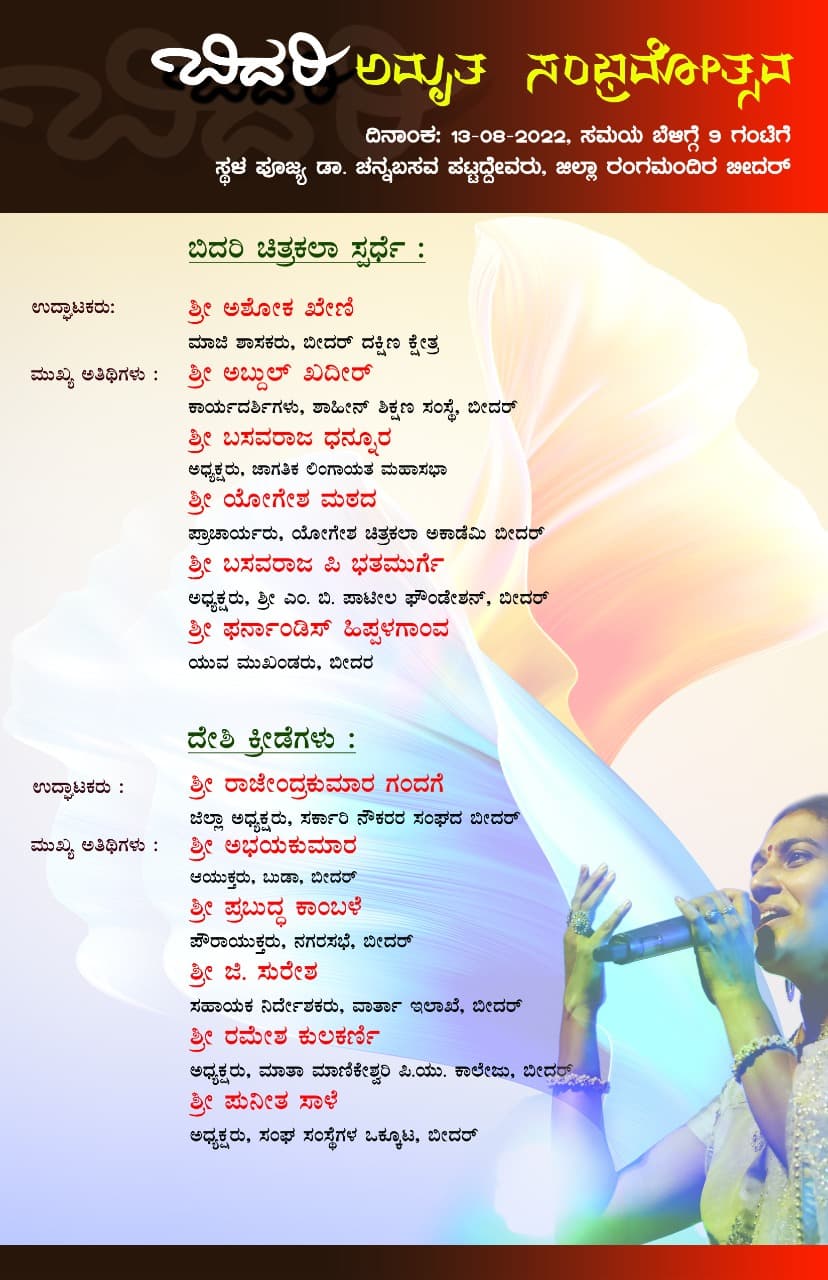 ಬಿದರಿ ಅಮೃತ ಸಂಭ್ರಮೋತ್ಸವ
ದಿನಾಂಕ: 13-08-2022, ಸಮಯ ಬೆಳಿಗ್ಗೆ 9 ಗಂಟೆಗೆ
ಸ್ಥಳ ಪೂಜ್ಯ ಡಾ. ಚನ್ನಬಸವ ಪಟ್ಟದ್ದೇವರು, ಜಿಲ್ಲಾ ರಂಗಮಂದಿರ ಬೀದರ್
ಬಿದರಿ ಚಿತ್ರಕಲಾ ಸ್ಪರ್ಧೆ :
ಉದ್ಘಾಟಕರು: ಶ್ರೀ ಅಶೋಕ ಖೇಣಿ
ಮಾಜಿ ಶಾಸಕರು, ಬೀದರ್ ದಕ್ಷಿಣ ಕ್ಷೇತ್ರ
ಮುಖ್ಯ ಅತಿಥಿಗಳು : ಶ್ರೀ ಅಬ್ದುಲ್ ಖದೀರ್
ಕಾರ್ಯದರ್ಶಿಗಳು, ಶಾಹೀನ್ ಶಿಕ್ಷಣ ಸಂಸ್ಥೆ, ಬೀದರ್
ಶ್ರೀ ಬಸವರಾಜ ಧನ್ನೂರ
ಅಧ್ಯಕ್ಷರು, ಜಾಗತಿಕ ಲಿಂಗಾಯತ ಮಹಾಸಭಾ
ಶ್ರೀ ಯೋಗೇಶ ಮಠದ
ಪ್ರಾಚಾರ್ಯರು, ಯೋಗೇಶ ಚಿತ್ರಕಲಾ ಅಕಾಡೆಮಿ ಬೀದರ್
ಶ್ರೀ ಬಸವರಾಜ ಪಿ ಭತಮುರ್ಗೆ
ಅಧ್ಯಕ್ಷರು, ಶ್ರೀ ಎಂ. ಬಿ. ಪಾಟೀಲ ಫೌಂಡೇಶನ್, ಬೀದರ್
ಶ್ರೀ ಫರ್ನಾಂಡಿಸ್ ಹಿಪ್ಪಳಗಾಂವ
ಯುವ ಮುಖಂಡರು, ಬೀದರ
ದೇಶಿ ಕ್ರೀಡೆಗಳು :
ಉದ್ಘಾಟಕರು : ಶ್ರೀ ರಾಜೇಂದ್ರಕುಮಾರ ಗಂದಗೆ
ಜಿಲ್ಲಾ ಅಧ್ಯಕ್ಷರು, ಸರ್ಕಾರಿ ನೌಕರರ ಸಂಘದ ಬೀದರ್
ಮುಖ್ಯ ಅತಿಥಿಗಳು : ಶ್ರೀ ಅಭಯಕುಮಾರ
ಆಯುಕ್ತರು, ಬುಡಾ, ಬೀದರ್
ಶ್ರೀ ಪ್ರಬುದ್ಧ ಕಾಂಬಳೆ
ಪೌರಾಯುಕ್ತರು, ನಗರಸಭೆ, ಬೀದರ್
ಶ್ರೀ ಜಿ. ಸುರೇಶ
ಸಹಾಯಕ ನಿರ್ದೇಶಕರು, ವಾರ್ತಾ ಇಲಾಖೆ, ಬೀದರ್
ಶ್ರೀ ರಮೇಶ ಕುಲಕರ್ಣಿ
ಅಧ್ಯಕ್ಷರು, ಮಾತಾ ಮಾಣಿಕೇಶ್ವರಿ ಪಿ.ಯು. ಕಾಲೇಜು, ಬೀದರ್
ಶ್ರೀ ಪುನೀತ ಸಾಳೆ
ಅಧ್ಯಕ್ಷರು, ಸಂಘ ಸಂಸ್ಥೆಗಳ ಒಕ್ಕೂಟ, ಬೀದರ್